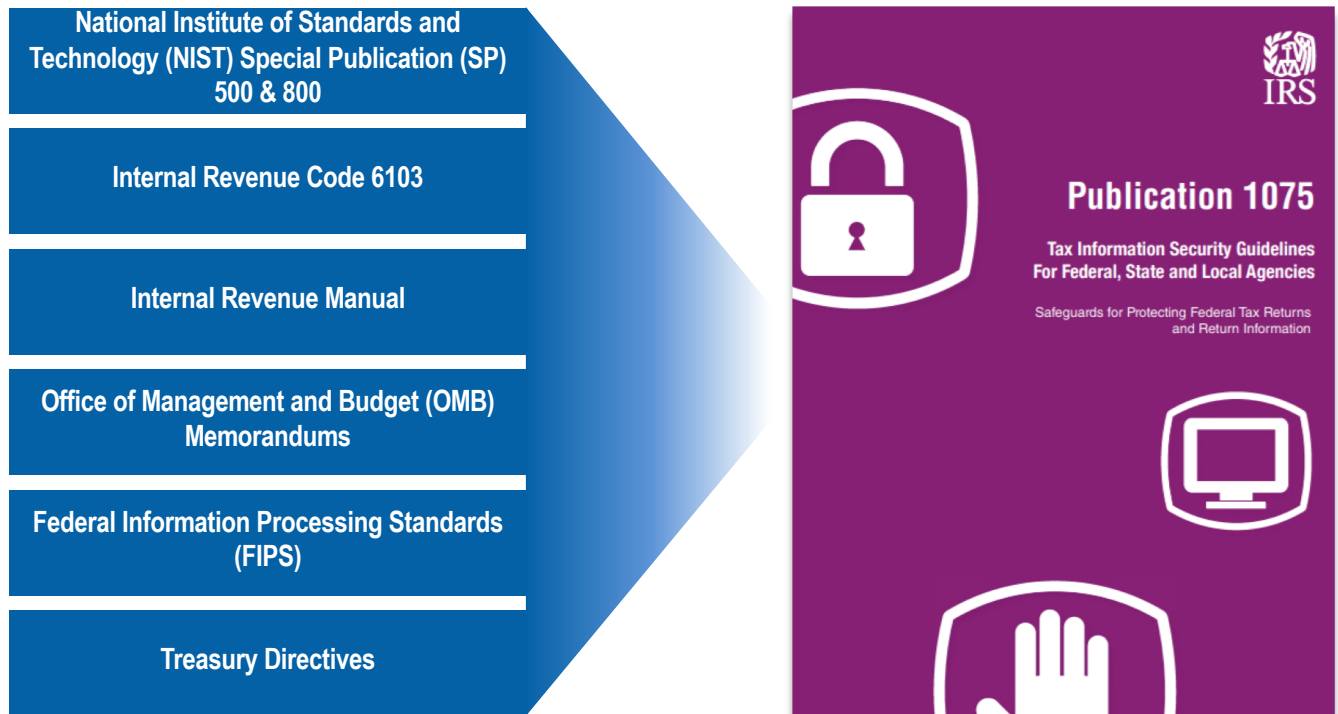 National Institute of Standards and
Technology (NIST) Special Publication (SP)
500 & 800
Internal Revenue Code 6103
Internal Revenue Manual
Office of Management and Budget (OMB)
Memorandums
Federal Information Processing Standards
(FIPS)
Treasury Directives
IRS
Publication 1075
Tax Information Security Guidelines
For Federal, State and Local Agencies
Safeguards for Protecting Federal Tax Returns
and Return Information